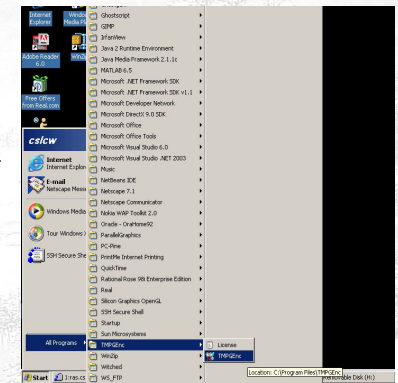 Internet
Explorer
Windo
Media Pl
Adobe Reader
6.0
WinZi
Free Offers
from Real.com
cslcw
Internet
Internet Explor
E-mail
Netscape Messe
Windows Media
Tour Windows X
SSH Secure She
All Programs
Start
1:ras.cs
Ghostscript
GIMP
IrfanView
Java 2 Runtime Environment
Java Media Framework 2.1.1c
MATLAB 6.5
Microsoft .NET Framework SDK
Microsoft .NET Framework SDK v1.1
Microsoft Developer Network
Microsoft DirectX 9.0 SDK
Microsoft Office
Microsoft Office Tools
Microsoft Visual Studio 6.0
Microsoft Visual Studio .NET 2003
Music
NetBeans IDE
Netscape 7.1
Netscape Communicator
Nokia WAP Toolkit 2.0
Oracle - OraHome92
ParallelGraphics
PC-Pine
PrintMe Internet Printing
QuickTime
Rational Rose 98i Enterprise Edition
Real
Silicon Graphics OpenGL
SSH Secure Shell
Startup
Sun Microsystems
TMPGEnc
WinZip
Witched
WS_FTP
License
TMPGEnc
Location: C:\Program Files\TMPGEnc
Removable Disk (H:)